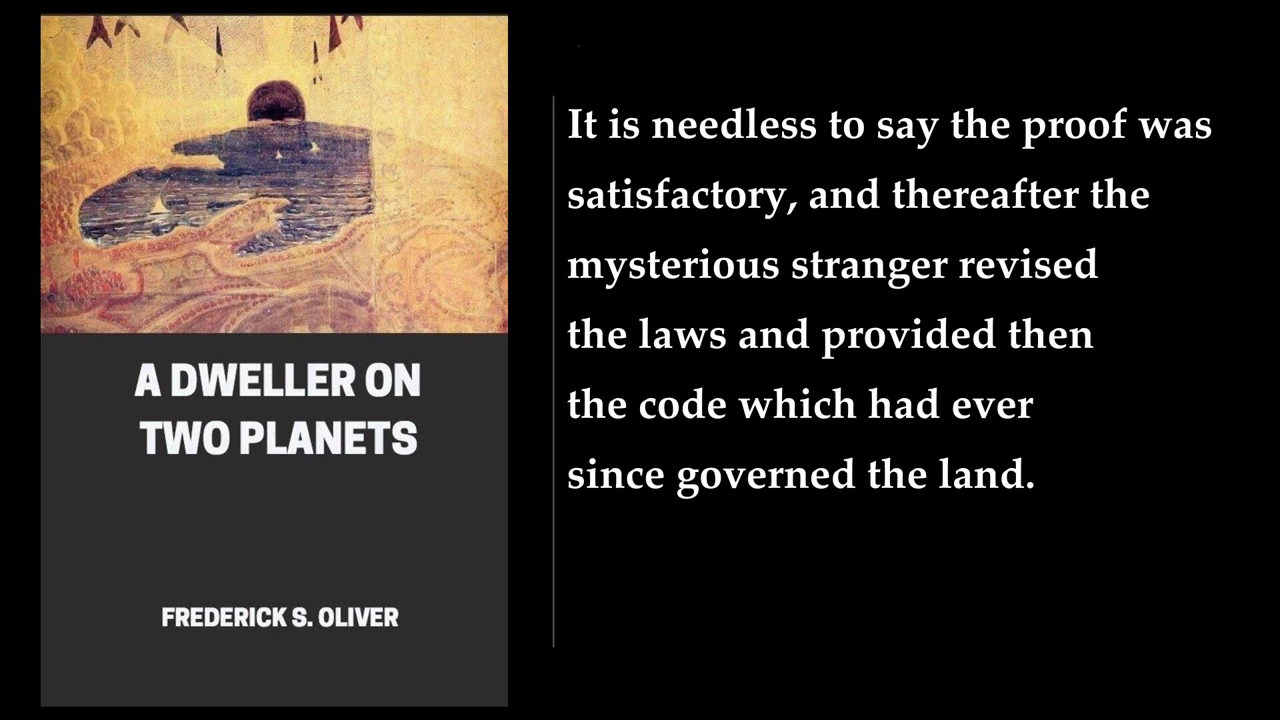 A DWELLER ON
TWO PLANETS
FREDERICK S. OLIVER
It is needless to say the proof was
satisfactory, and thereafter the
mysterious stranger revised
the laws and provided then
the code which had ever
since governed the land.